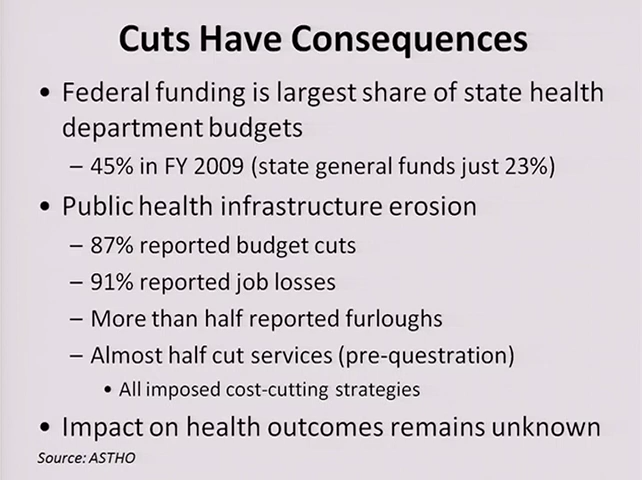 Cuts Have Consequences
• Federal funding is largest share of state health
department budgets
– 45% in FY 2009 (state general funds just 23%)
• Public health infrastructure erosion
– 87% reported budget cuts
– 91% reported job losses
– More than half reported furloughs
– Almost half cut services (pre-questration)
• All imposed cost-cutting strategies
• Impact on health outcomes remains unknown
Source: ASTHO